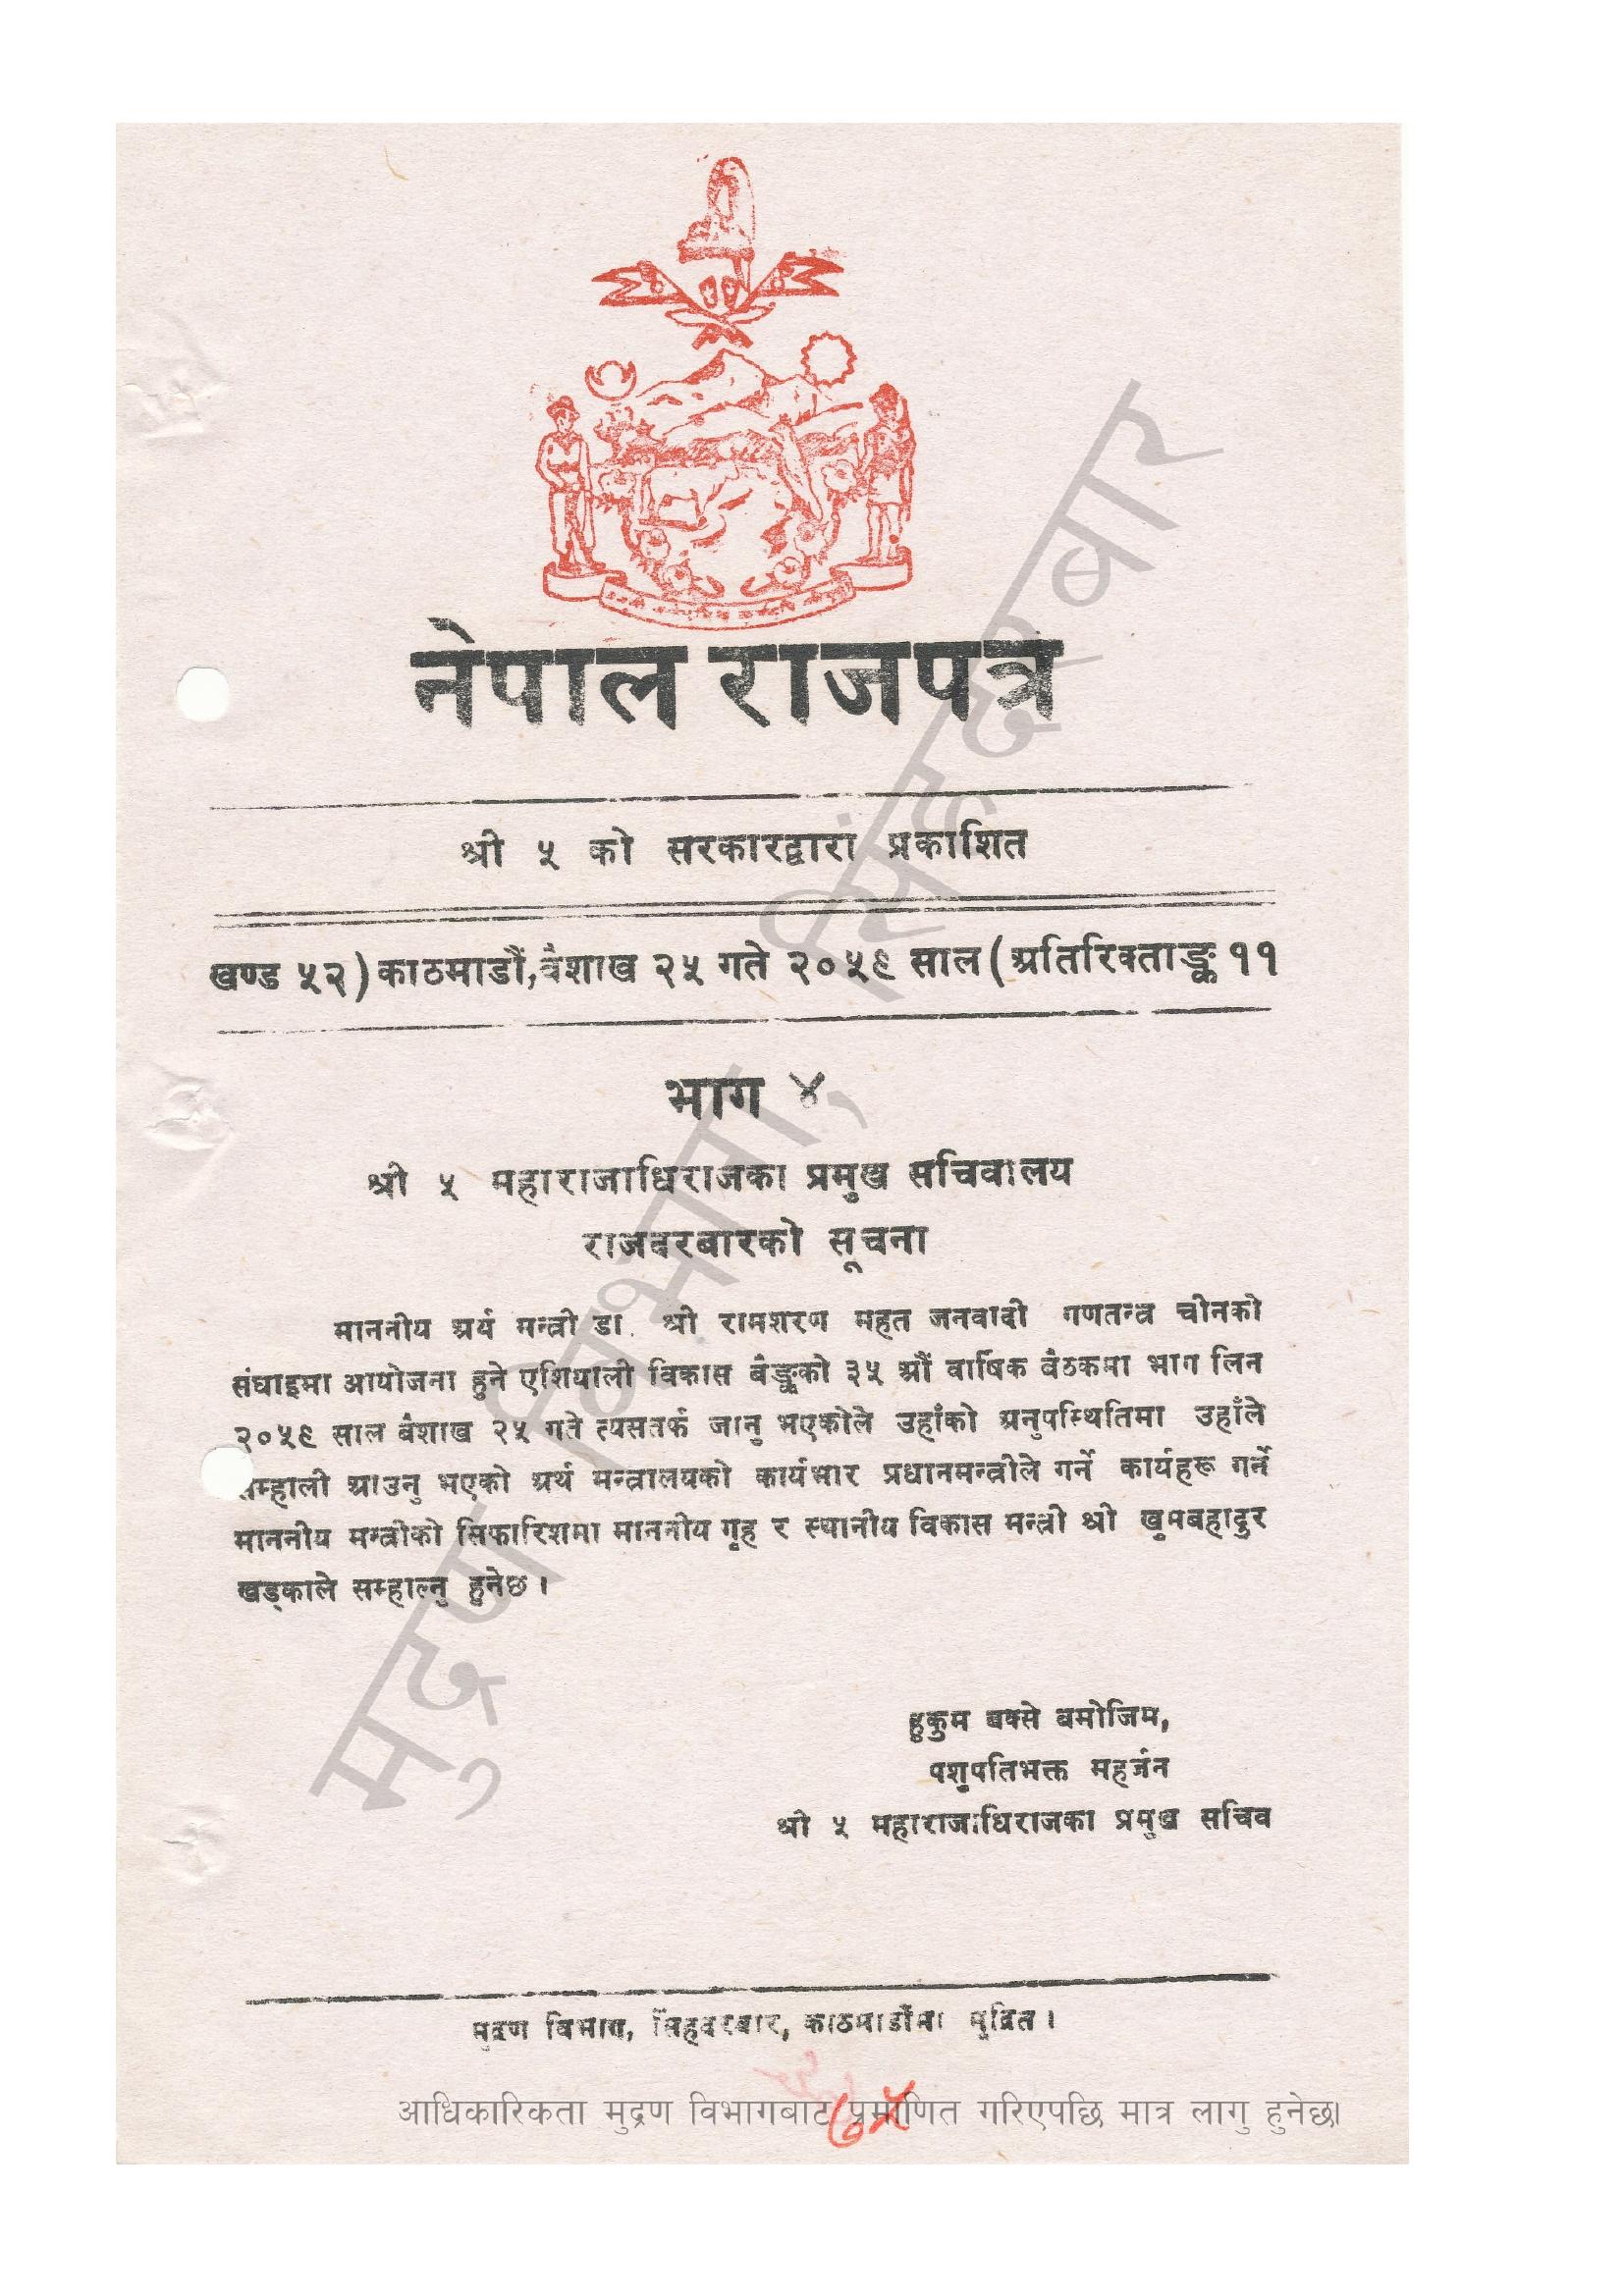 नेपाल राजपत्र
श्री ५ को सरकारद्वारा प्रकाशित
खण्ड ५२) काठमाडौं, वैशाख २५ गते २०५९ साल (अतिरिक्ताङ्क ११
भाग ४
श्री ५ महाराजाधिराजका प्रमुख सचिवालय
राजदरबारको सूचना
माननीय अर्थ मन्त्री डा. श्री रामशरण महत जनवादी गणतन्त्र चीनको
संघाइमा आयोजना हुने एशियाली विकास बैङ्कको ३५ औं वार्षिक बैठकमा भाग लिन
२०५९ साल बैशाख २५ गते त्यसतर्फ जानु भएकोले उहाँको अनुपस्थितिमा उहाँले
सम्हाली आउनु भएको अर्थ मन्त्रालयको कार्यभार प्रधानमन्त्रीले गर्ने कार्यहरू गर्ने
माननीय मन्त्रीको सिफारिशमा माननीय गृह र स्थानीय विकास मन्त्री श्री खुमबहादुर
खड्काले सम्हाल्नु हुनेछ ।
हुकुम बक्से बमोजिम,
पशुपतिभक्त महर्जन
श्री ५ महाराजाधिराजका प्रमुख सचिव
मुद्रण विभाग, सिंहदरबार, काठमाडौंमा मुद्रित ।
७५
आधिकारिकता मुद्रण विभागबाट प्रमाणित गरिएपछि मात्र लागु हुनेछ।
मुद्रण विभाग, सिंहदरबार